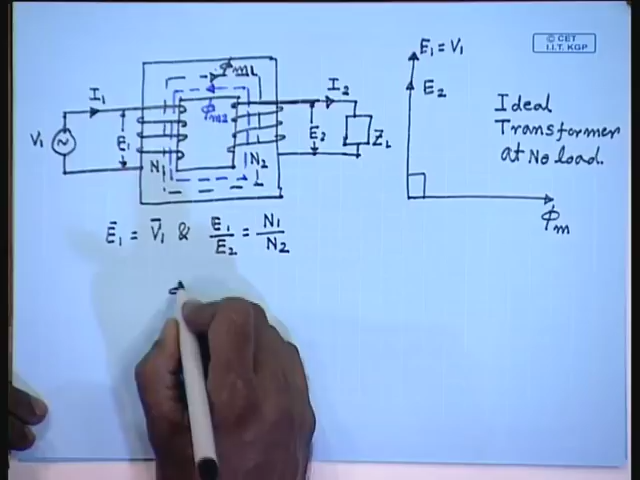 © CET
I.I.T. KGP
Φm1
I1
I2
Φm2
V1
E1
E2
ZL
N1
N2
E1 = V1
E2
Φm
Ideal
Transformer
at No load.
Ē1 = V̄1 & E1/E2 = N1/N2